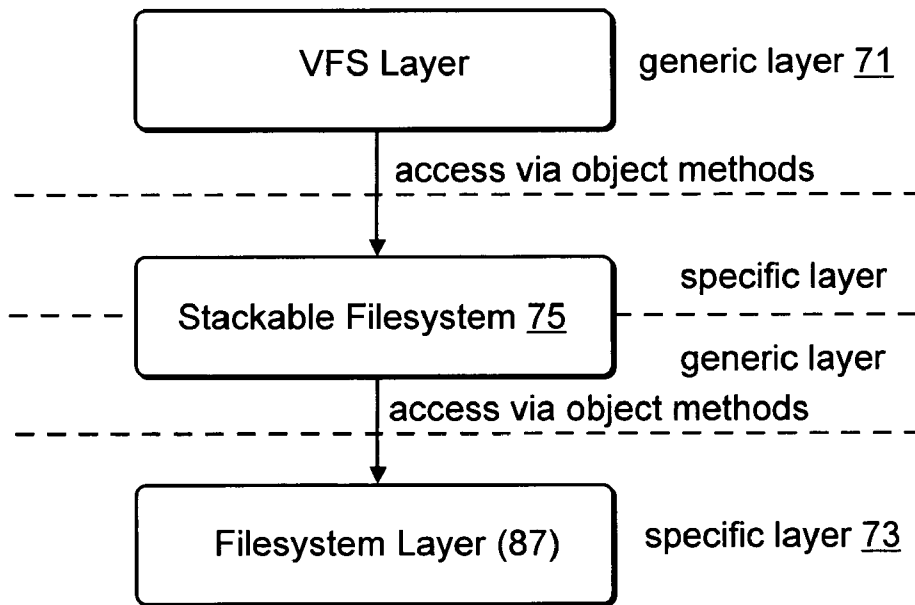 VFS Layer
generic layer 71
access via object methods
specific layer
Stackable Filesystem 75
generic layer
access via object methods
Filesystem Layer (87)
specific layer 73